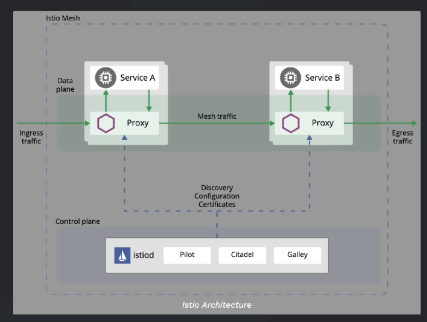 Istio Mesh
Service A
Service B
Data
plane
Proxy
Mesh traffic
Proxy
Ingress
traffic
Egress
traffic
Discovery
Configuration
Certificates
Control plane
istiod
Pilot
Citadel
Galley
Istio Architecture